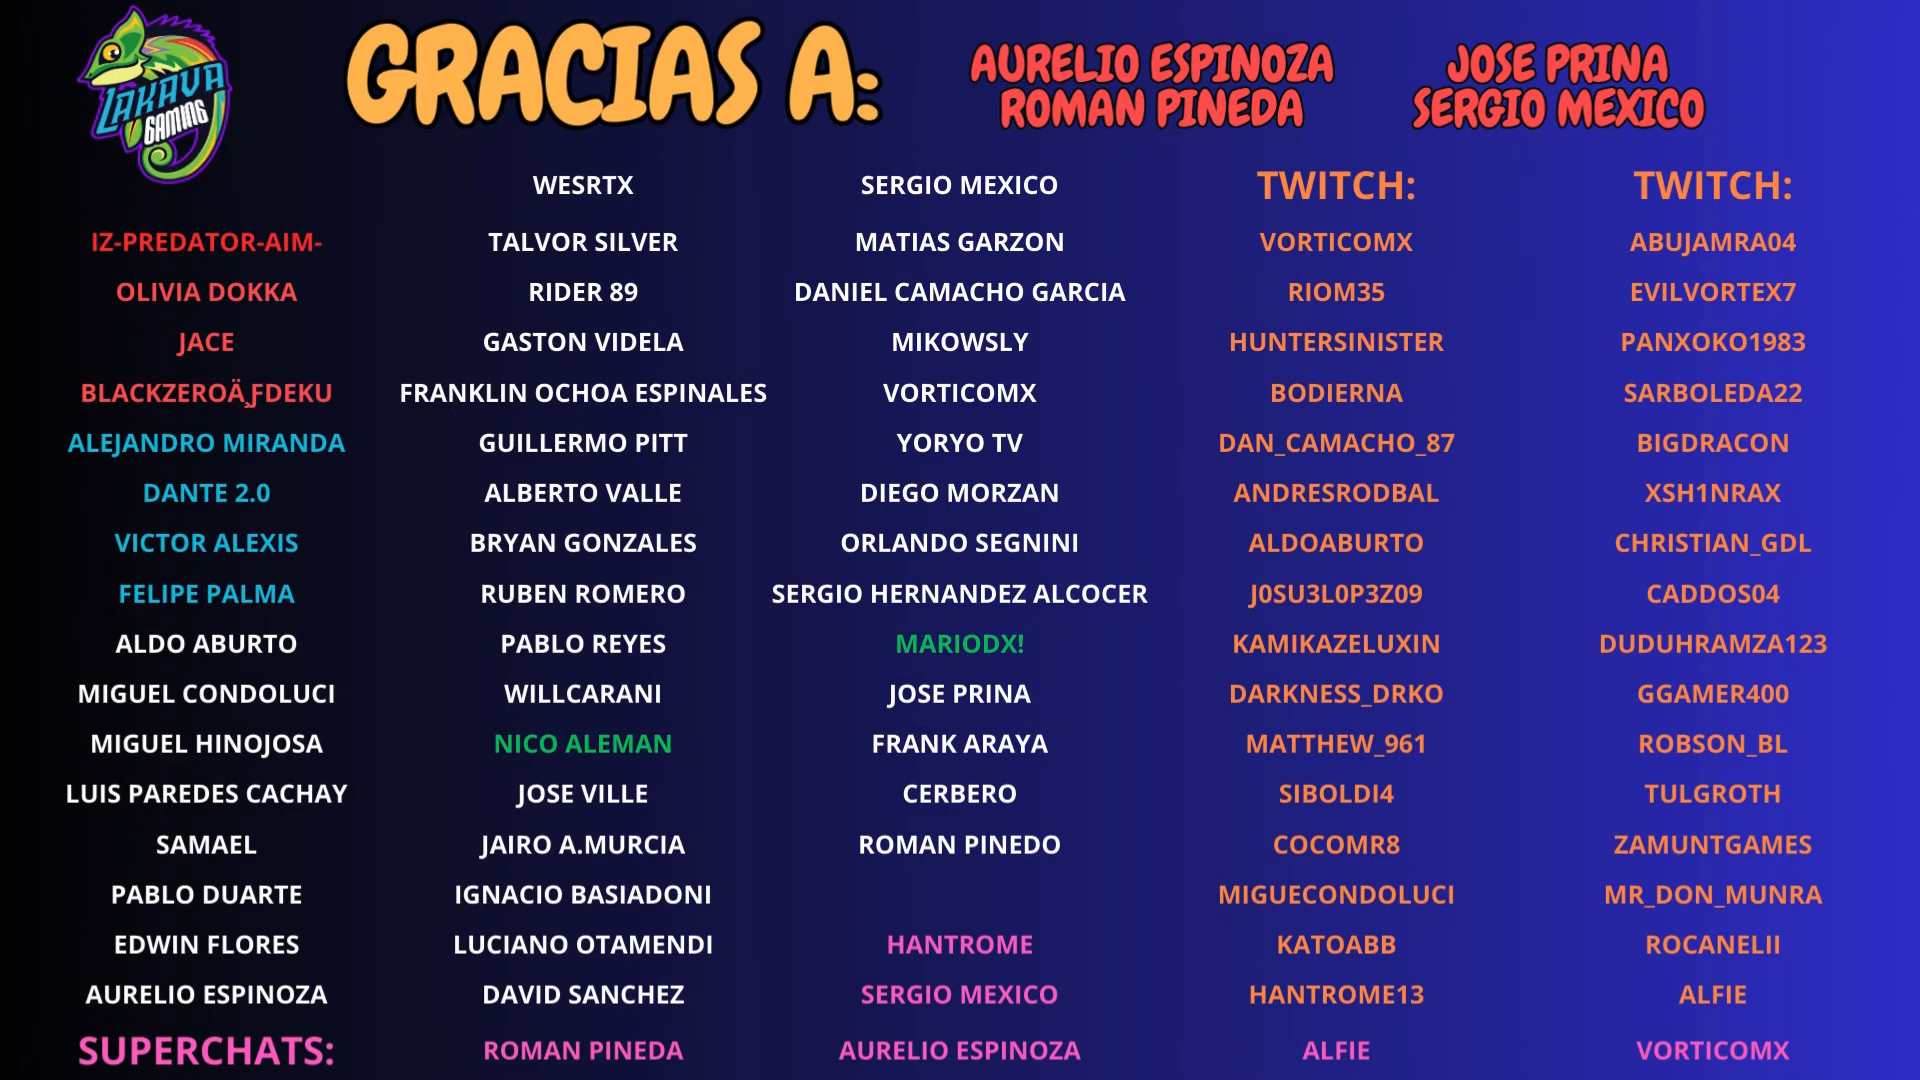 LAKAVA
GAMING
GRACIAS A:
AURELIO ESPINOZA
ROMAN PINEDA
JOSE PRINA
SERGIO MEXICO
IZ-PREDATOR-AIM-
OLIVIA DOKKA
JACE
BLACKZEROÄ¸ƑDEKU
ALEJANDRO MIRANDA
DANTE 2.0
VICTOR ALEXIS
FELIPE PALMA
ALDO ABURTO
MIGUEL CONDOLUCI
MIGUEL HINOJOSA
LUIS PAREDES CACHAY
SAMAEL
PABLO DUARTE
EDWIN FLORES
AURELIO ESPINOZA
WESRTX
TALVOR SILVER
RIDER 89
GASTON VIDELA
FRANKLIN OCHOA ESPINALES
GUILLERMO PITT
ALBERTO VALLE
BRYAN GONZALES
RUBEN ROMERO
PABLO REYES
WILLCARANI
NICO ALEMAN
JOSE VILLE
JAIRO A.MURCIA
IGNACIO BASIADONI
LUCIANO OTAMENDI
DAVID SANCHEZ
SERGIO MEXICO
MATIAS GARZON
DANIEL CAMACHO GARCIA
MIKOWSLY
VORTICOMX
YORYO TV
DIEGO MORZAN
ORLANDO SEGNINI
SERGIO HERNANDEZ ALCOCER
MARIODX!
JOSE PRINA
FRANK ARAYA
CERBERO
ROMAN PINEDO
HANTROME
SERGIO MEXICO
TWITCH:
VORTICOMX
RIOM35
HUNTERSINISTER
BODIERNA
DAN_CAMACHO_87
ANDRESRODBAL
ALDOABURTO
J0SU3L0P3Z09
KAMIKAZELUXIN
DARKNESS_DRKO
MATTHEW_961
SIBOLDI4
COCOMR8
MIGUECONDOLUCI
KATOABB
HANTROME13
TWITCH:
ABUJAMRA04
EVILVORTEX7
PANXOKO1983
SARBOLEDA22
BIGDRACON
XSH1NRAX
CHRISTIAN_GDL
CADDOS04
DUDUHRAMZA123
GGAMER400
ROBSON_BL
TULGROTH
ZAMUNTGAMES
MR_DON_MUNRA
ROCANELII
ALFIE
SUPERCHATS:
ROMAN PINEDA
AURELIO ESPINOZA
ALFIE
VORTICOMX